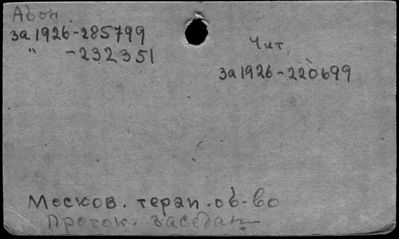 Абон.
за 1926-285799
" -232351
Чит.
за 1926-220699
Москов. терап. об-во
Проток. заседан